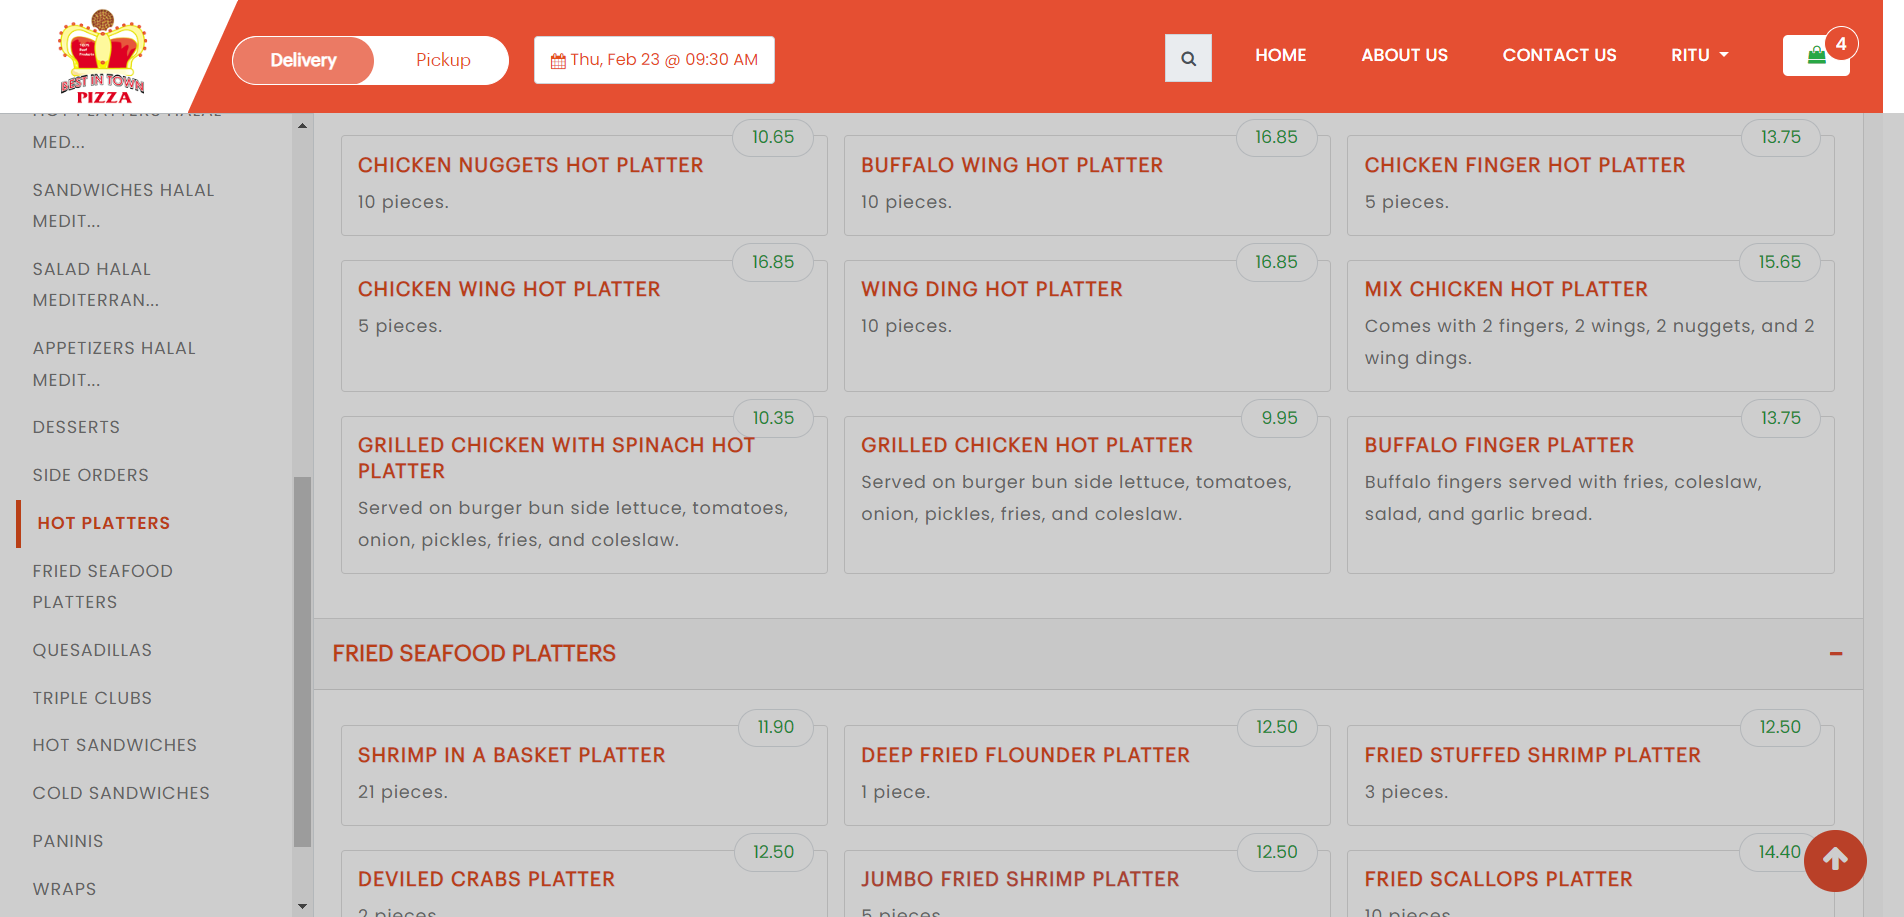 BEST IN TOWN
PIZZA
Delivery
Pickup
Thu, Feb 23 @ 09:30 AM
HOME
ABOUT US
CONTACT US
RITU
4
HOT PLATTERS HALAL
MED...
SANDWICHES HALAL
MEDIT...
SALAD HALAL
MEDITERRAN...
APPETIZERS HALAL
MEDIT...
DESSERTS
SIDE ORDERS
HOT PLATTERS
FRIED SEAFOOD
PLATTERS
QUESADILLAS
TRIPLE CLUBS
HOT SANDWICHES
COLD SANDWICHES
PANINIS
WRAPS
10.65
CHICKEN NUGGETS HOT PLATTER
10 pieces.
16.85
BUFFALO WING HOT PLATTER
10 pieces.
13.75
CHICKEN FINGER HOT PLATTER
5 pieces.
16.85
CHICKEN WING HOT PLATTER
5 pieces.
16.85
WING DING HOT PLATTER
10 pieces.
15.65
MIX CHICKEN HOT PLATTER
Comes with 2 fingers, 2 wings, 2 nuggets, and 2
wing dings.
10.35
GRILLED CHICKEN WITH SPINACH HOT
PLATTER
Served on burger bun side lettuce, tomatoes,
onion, pickles, fries, and coleslaw.
9.95
GRILLED CHICKEN HOT PLATTER
Served on burger bun side lettuce, tomatoes,
onion, pickles, fries, and coleslaw.
13.75
BUFFALO FINGER PLATTER
Buffalo fingers served with fries, coleslaw,
salad, and garlic bread.
FRIED SEAFOOD PLATTERS
11.90
SHRIMP IN A BASKET PLATTER
21 pieces.
12.50
DEEP FRIED FLOUNDER PLATTER
1 piece.
12.50
FRIED STUFFED SHRIMP PLATTER
3 pieces.
12.50
DEVILED CRABS PLATTER
2 pieces
12.50
JUMBO FRIED SHRIMP PLATTER
5 pieces
14.40
FRIED SCALLOPS PLATTER
10 pieces